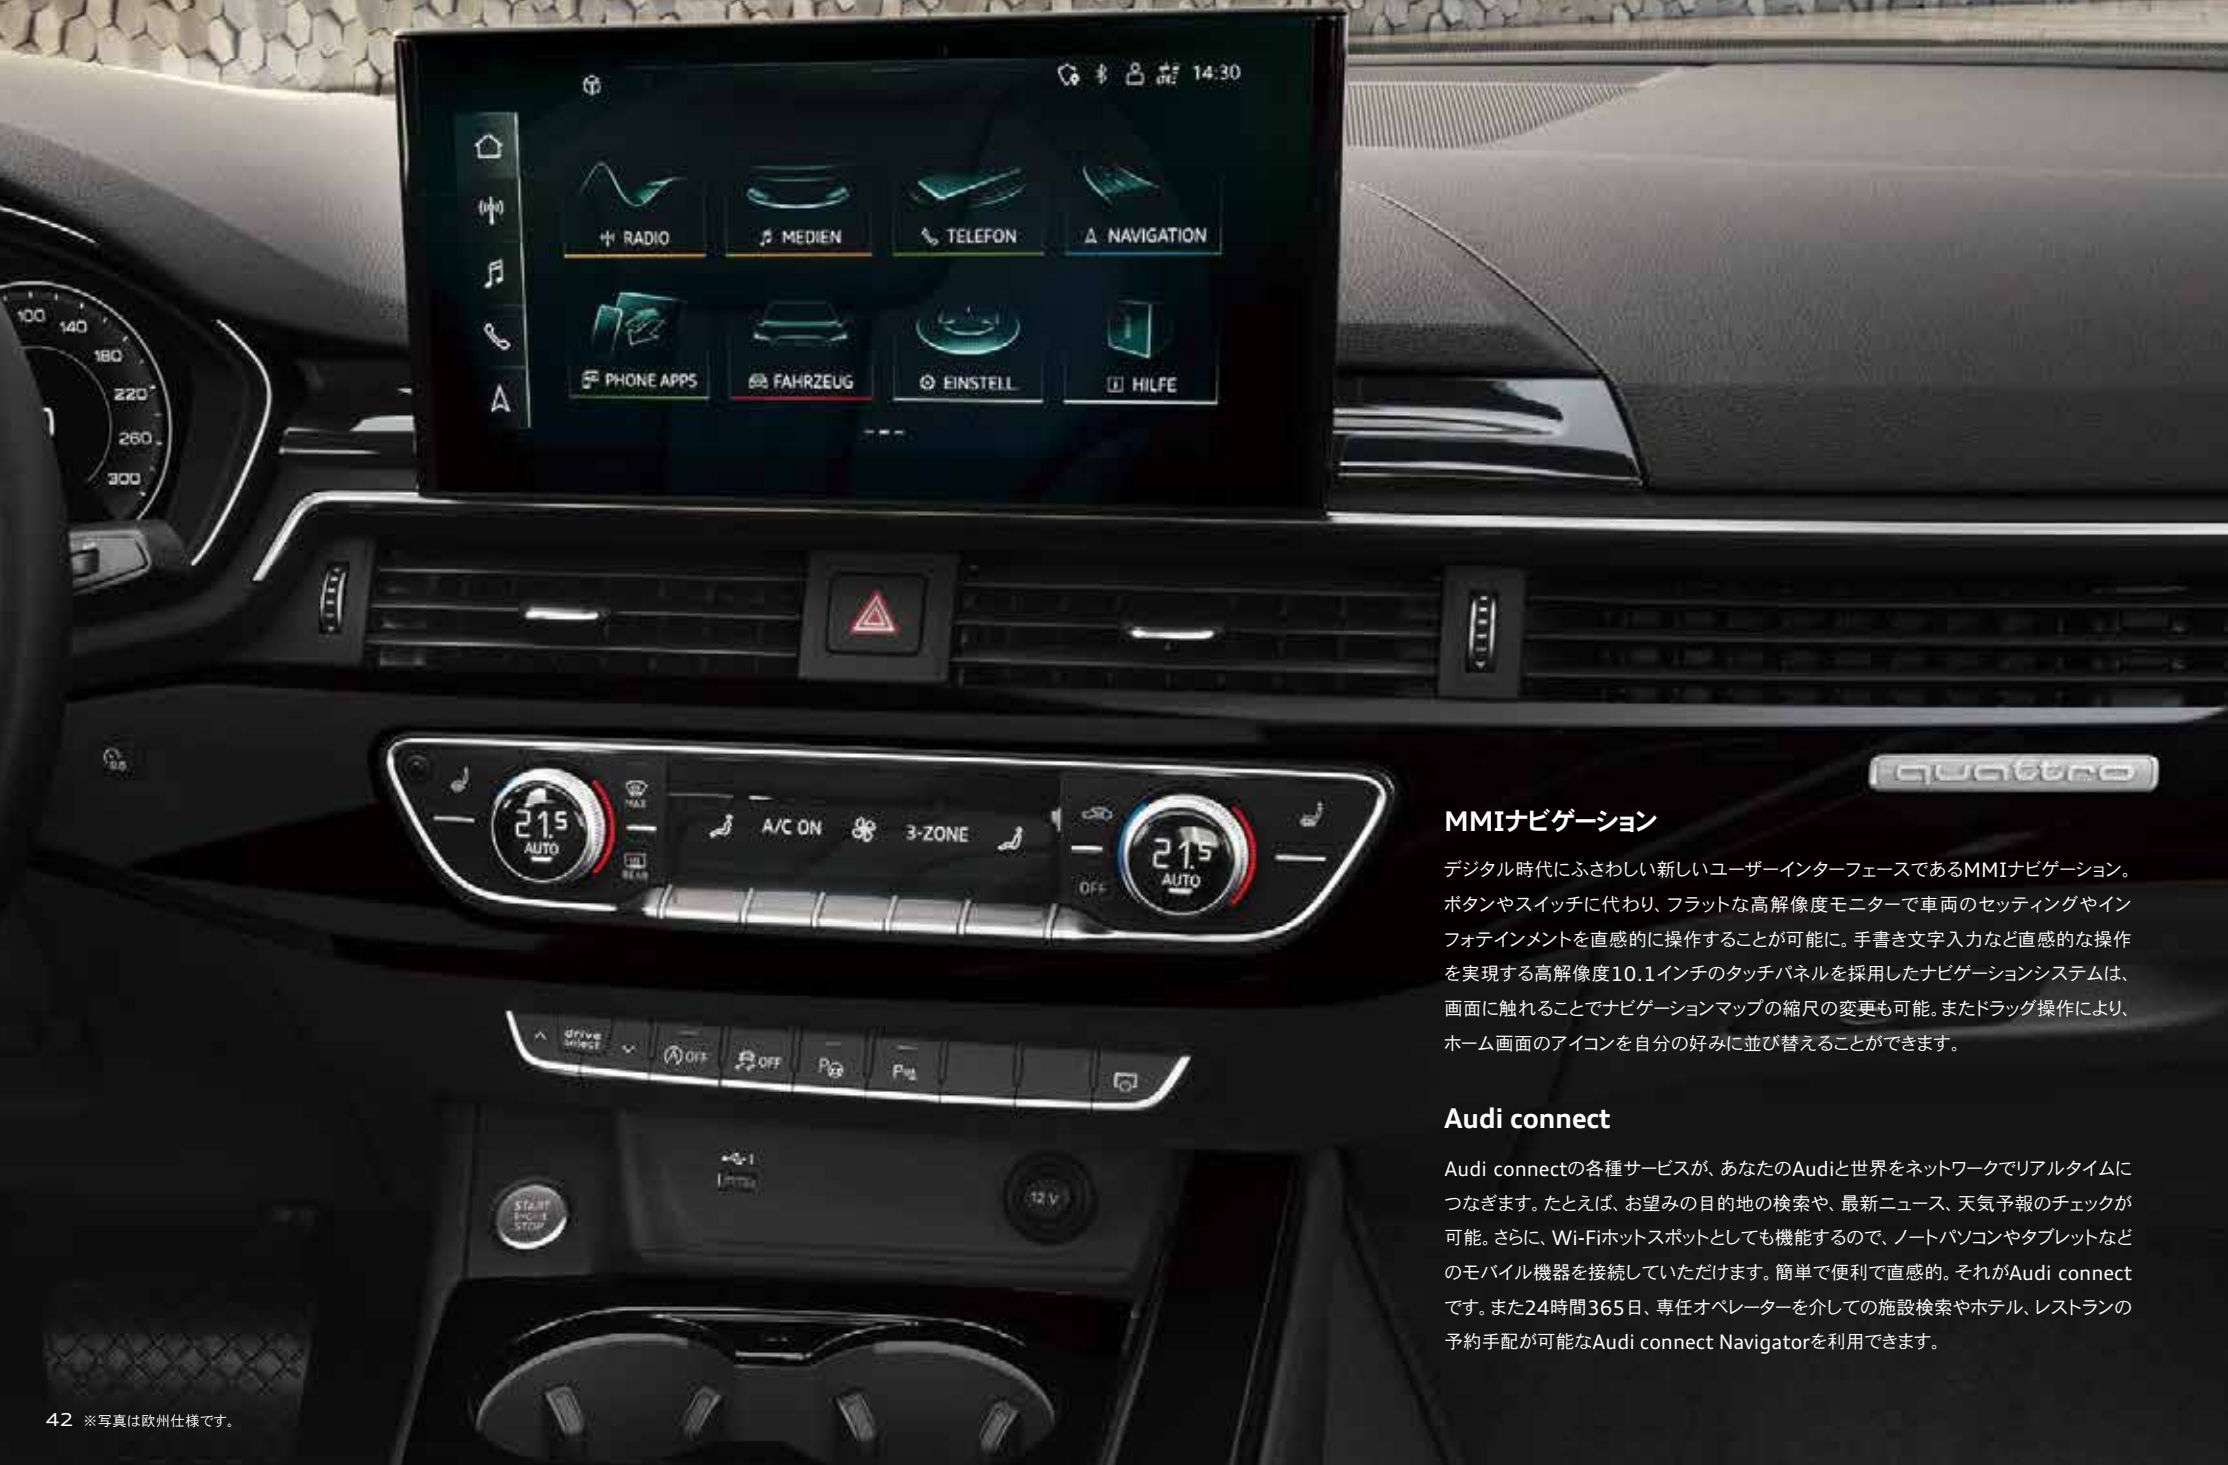 14:30
RADIO
MEDIEN
TELEFON
NAVIGATION
PHONE APPS
FAHRZEUG
EINSTELL.
HILFE
100
140
180
220
260
300
quattro
21.5
AUTO
MAX
REAR
A/C ON
3-ZONE
OFF
21.5
AUTO
drive
select
OFF
OFF
P
P
START
ENGINE
STOP
12 V
MMIナビゲーション
デジタル時代にふさわしい新しいユーザーインターフェースであるMMIナビゲーション。
ボタンやスイッチに代わり、フラットな高解像度モニターで車両のセッティングやイン
フォテインメントを直感的に操作することが可能に。手書き文字入力など直感的な操作
を実現する高解像度10.1インチのタッチパネルを採用したナビゲーションシステムは、
画面に触れることでナビゲーションマップの縮尺の変更も可能。またドラッグ操作により、
ホーム画面のアイコンを自分の好みに並び替えることができます。
Audi connect
Audi connectの各種サービスが、あなたのAudiと世界をネットワークでリアルタイムに
つなぎます。たとえば、お望みの目的地の検索や、最新ニュース、天気予報のチェックが
可能。さらに、Wi-Fiホットスポットとしても機能するので、ノートパソコンやタブレットなど
のモバイル機器を接続していただけます。簡単で便利で直感的。それがAudi connect
です。また24時間365日、専任オペレーターを介しての施設検索やホテル、レストランの
予約手配が可能なAudi connect Navigatorを利用できます。
42 ※写真は欧州仕様です。